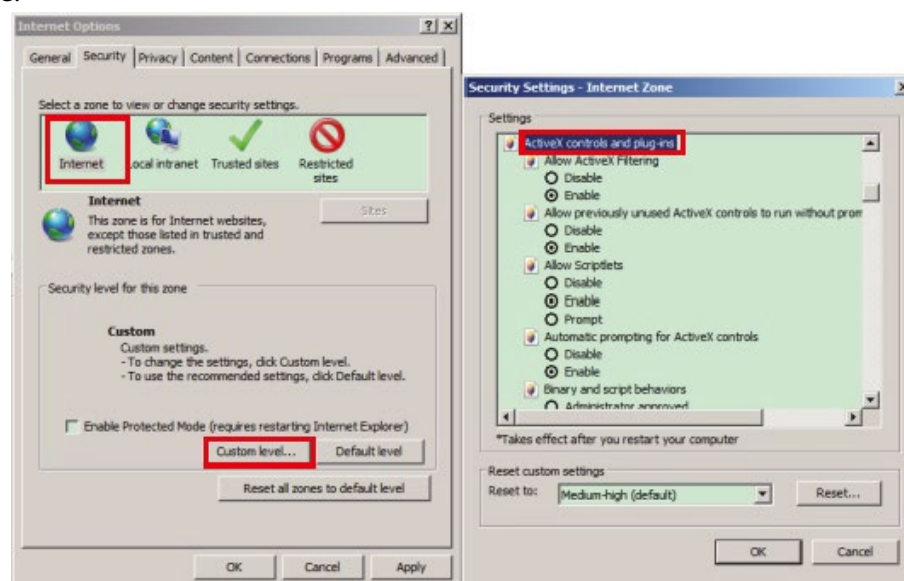 Internet Options
General Security Privacy Content Connections Programs Advanced
Select a zone to view or change security settings.
Internet
Local intranet
Trusted sites
Restricted
sites
Internet
This zone is for Internet websites,
except those listed in trusted and
restricted zones.
Sites
Security level for this zone
Custom
Custom settings.
- To change the settings, click Custom level.
- To use the recommended settings, click Default level.
Enable Protected Mode (requires restarting Internet Explorer)
Custom level...
Default level
Reset all zones to default level
OK
Cancel
Apply
Security Settings - Internet Zone
Settings
ActiveX controls and plug-ins
Allow ActiveX Filtering
Disable
Enable
Allow previously unused ActiveX controls to run without prom
Disable
Enable
Allow Scriptlets
Disable
Enable
Prompt
Automatic prompting for ActiveX controls
Disable
Enable
Binary and script behaviors
Administrator approved
*Takes effect after you restart your computer
Reset custom settings
Reset to:
Medium-high (default)
Reset...
OK
Cancel